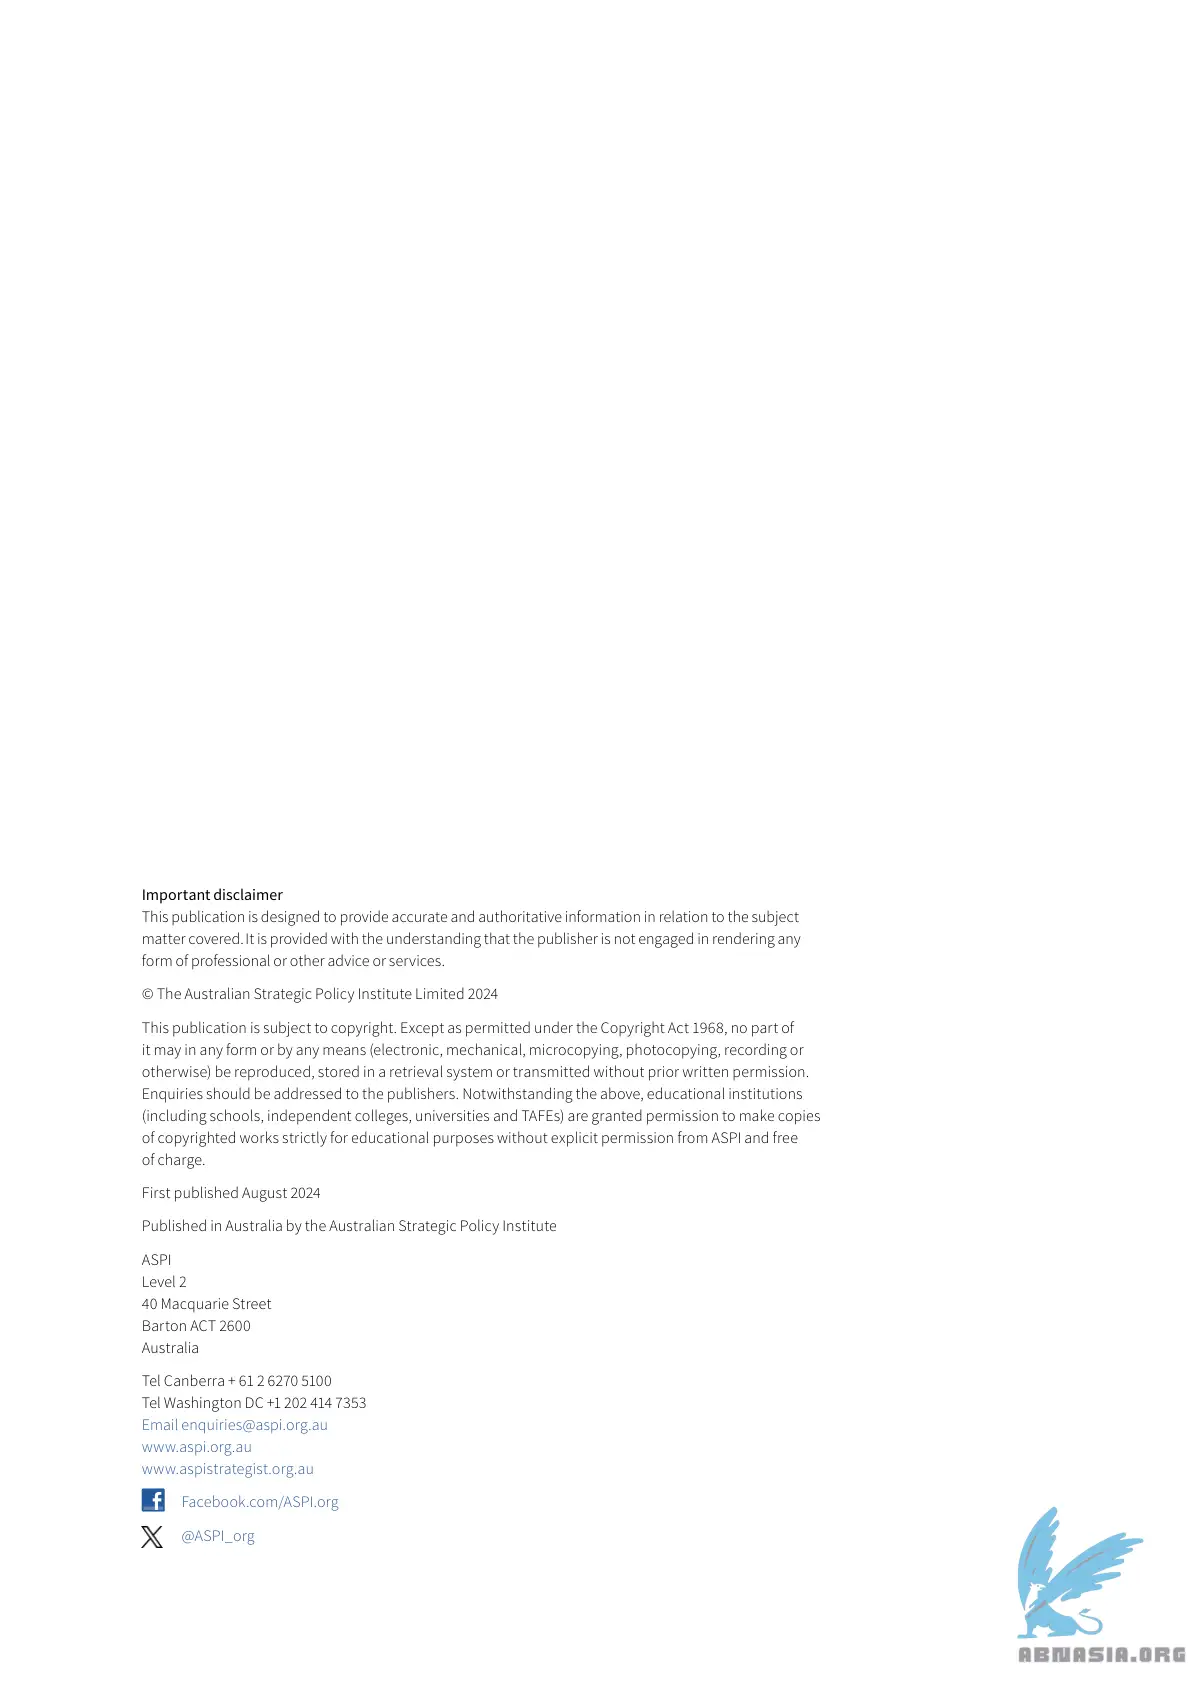 Important disclaimer
This publication is designed to provide accurate and authoritative information in relation to the subject
matter covered. It is provided with the understanding that the publisher is not engaged in rendering any
form of professional or other advice or services.
© The Australian Strategic Policy Institute Limited 2024
This publication is subject to copyright. Except as permitted under the Copyright Act 1968, no part of
it may in any form or by any means (electronic, mechanical, microcopying, photocopying, recording or
otherwise) be reproduced, stored in a retrieval system or transmitted without prior written permission.
Enquiries should be addressed to the publishers. Notwithstanding the above, educational institutions
(including schools, independent colleges, universities and TAFEs) are granted permission to make copies
of copyrighted works strictly for educational purposes without explicit permission from ASPI and free
of charge.
First published August 2024
Published in Australia by the Australian Strategic Policy Institute
ASPI
Level 2
40 Macquarie Street
Barton ACT 2600
Australia
Tel Canberra + 61 2 6270 5100
Tel Washington DC +1 202 414 7353
Email enquiries@aspi.org.au
www.aspi.org.au
www.aspistrategist.org.au
Facebook.com/ASPI.org
@ASPI_org
ABNASIA.ORG